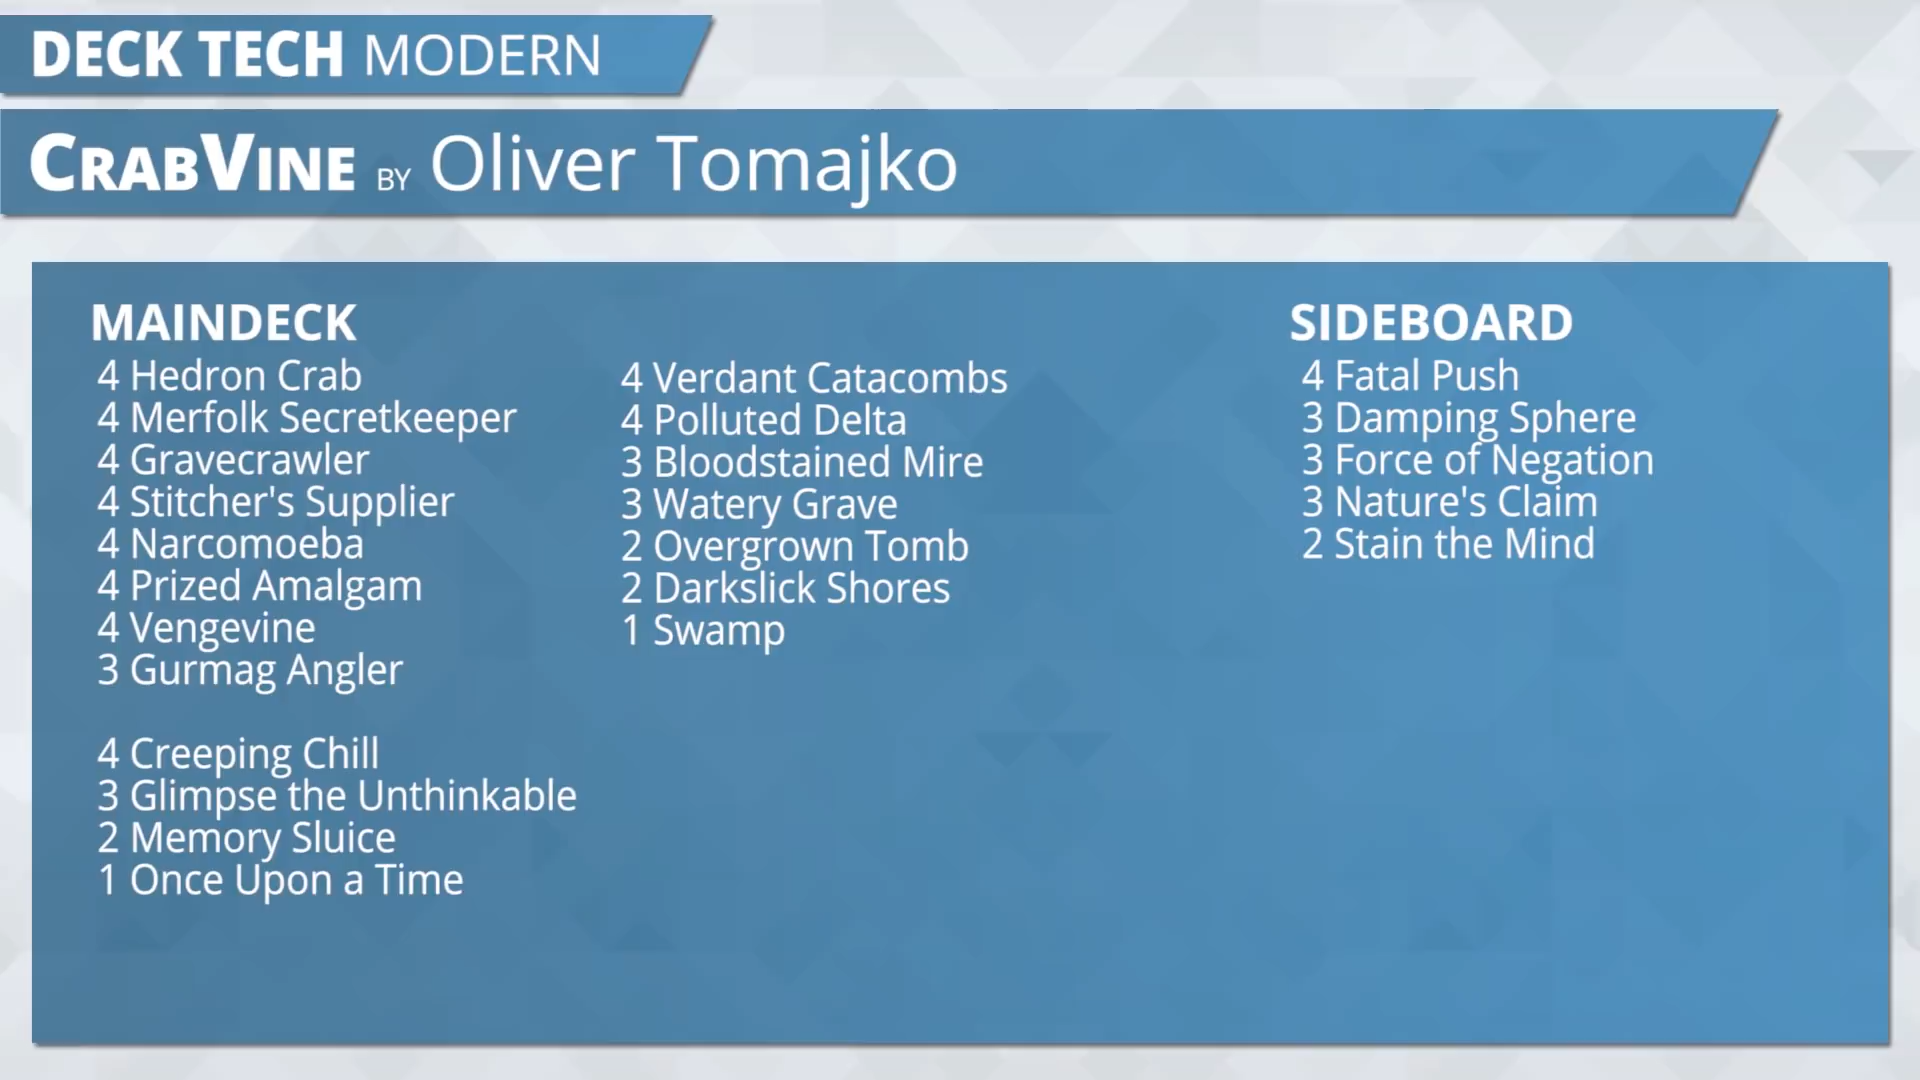 DECK TECH MODERN
CRABVINE BY Oliver Tomajko
MAINDECK
4 Hedron Crab
4 Merfolk Secretkeeper
4 Gravecrawler
4 Stitcher's Supplier
4 Narcomoeba
4 Prized Amalgam
4 Vengevine
3 Gurmag Angler
4 Creeping Chill
3 Glimpse the Unthinkable
2 Memory Sluice
1 Once Upon a Time
4 Verdant Catacombs
4 Polluted Delta
3 Bloodstained Mire
3 Watery Grave
2 Overgrown Tomb
2 Darkslick Shores
1 Swamp
SIDEBOARD
4 Fatal Push
3 Damping Sphere
3 Force of Negation
3 Nature's Claim
2 Stain the Mind